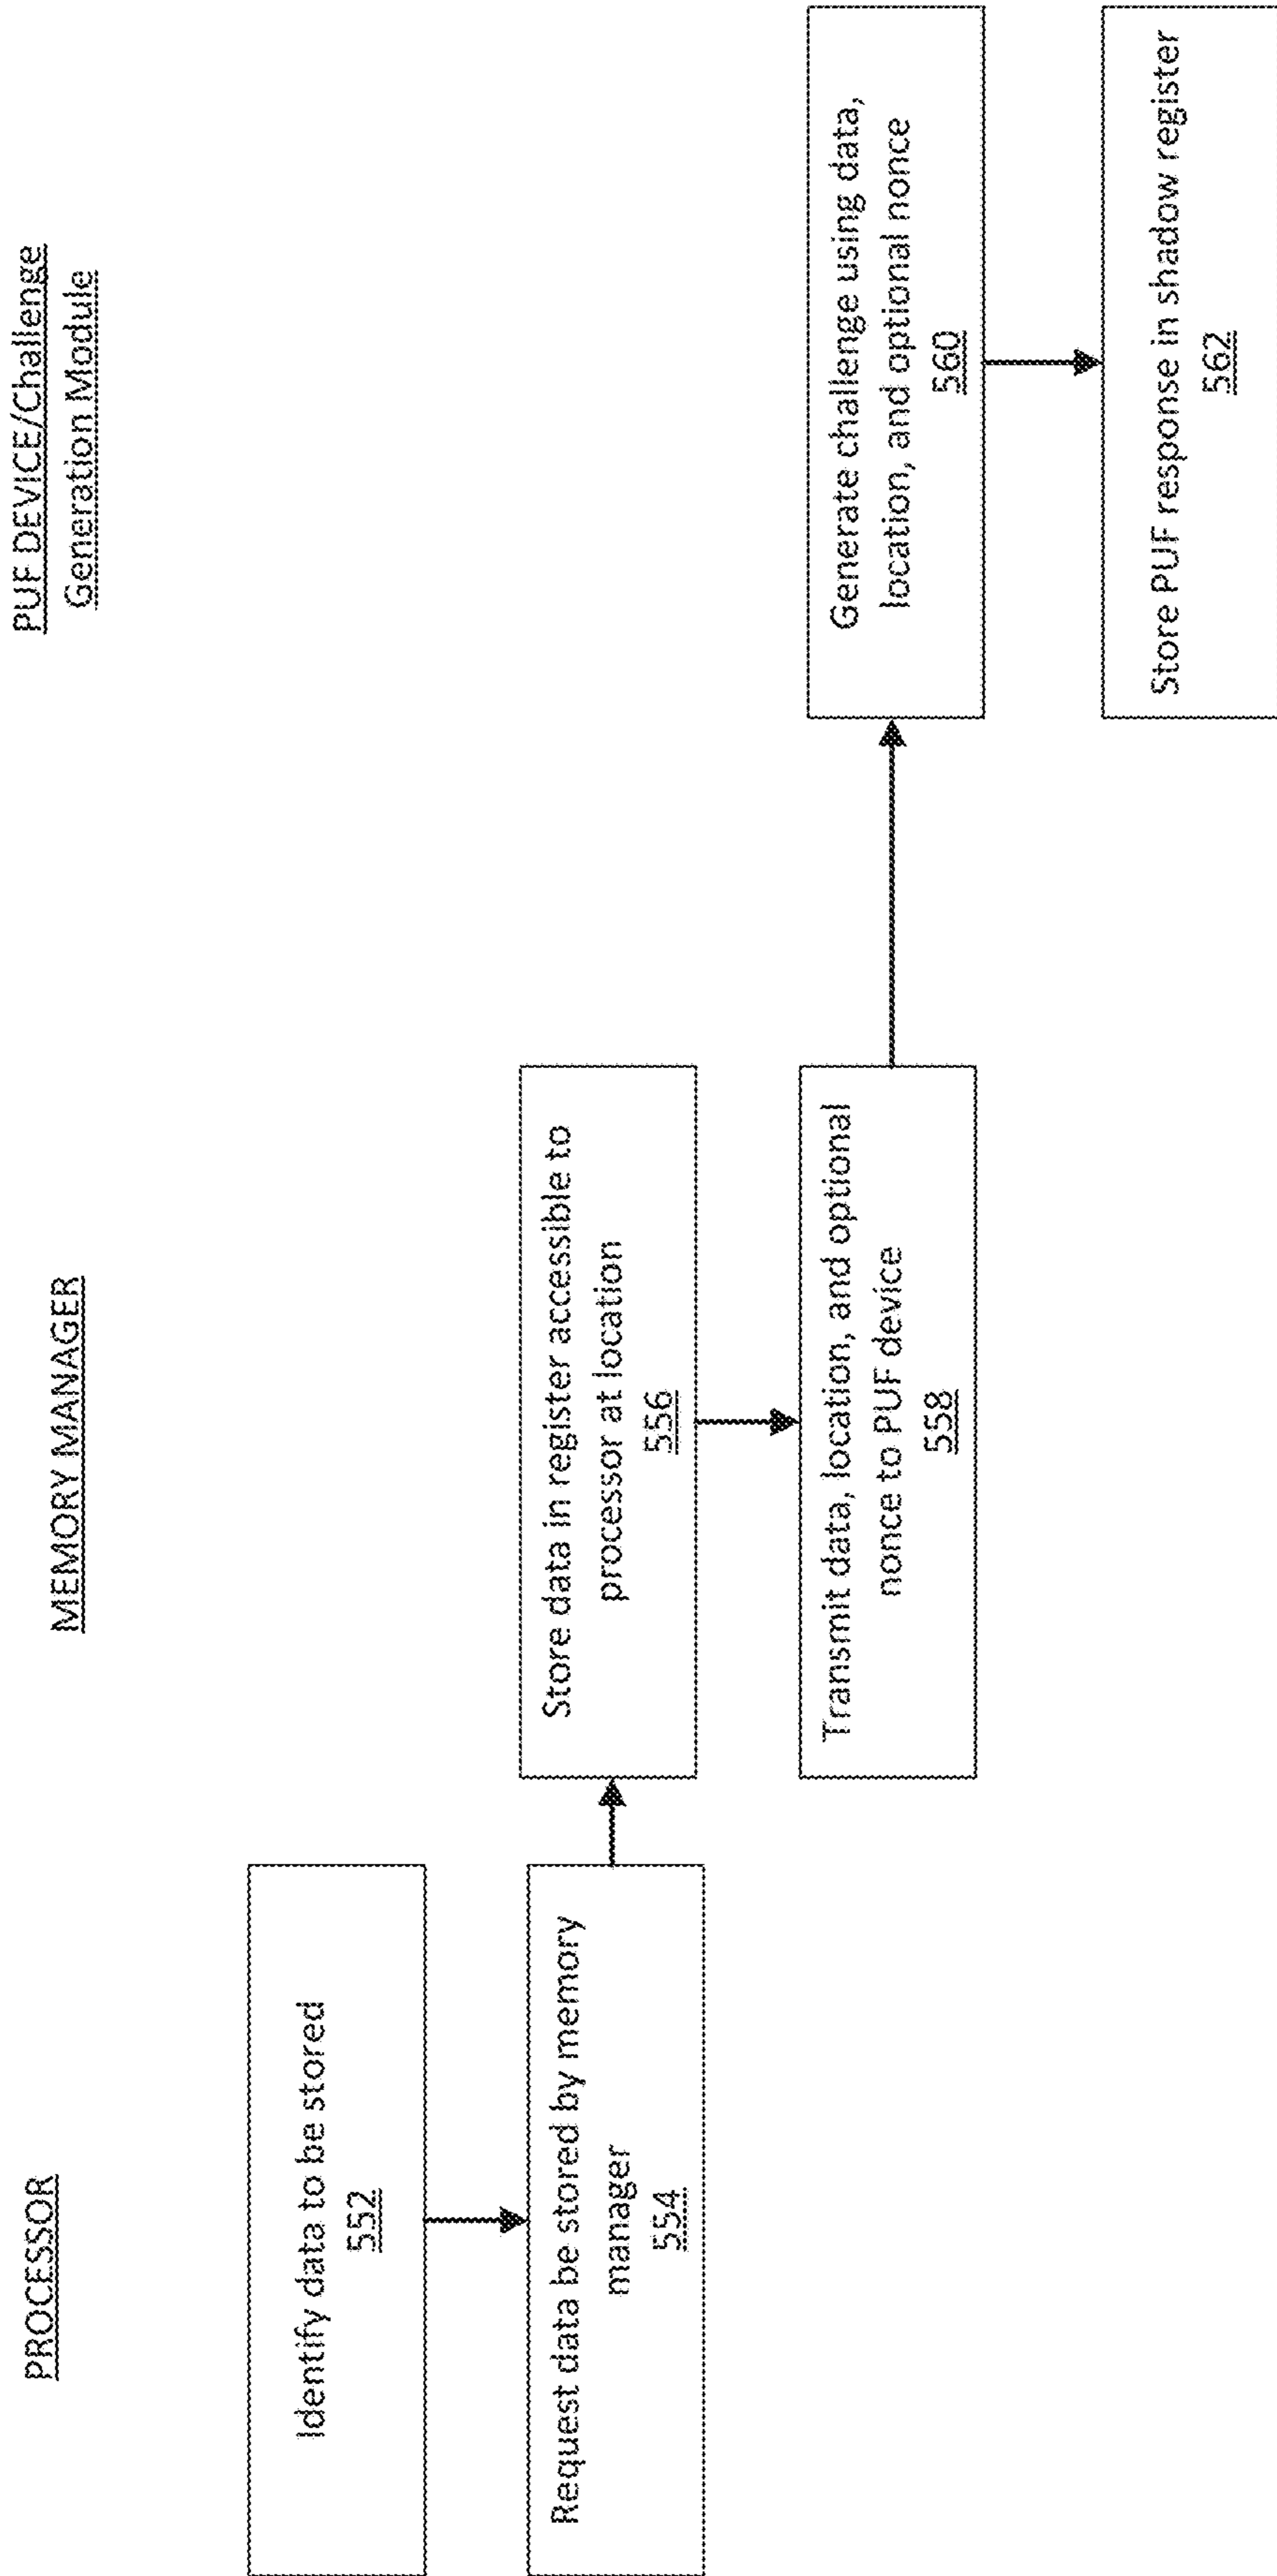 PROCESSOR
MEMORY MANAGER
PUF DEVICE/Challenge
Generation Module
Identify data to be stored
552
Request data be stored by memory
manager
554
Store data in register accessible to
processor at location
556
Transmit data, location, and optional
nonce to PUF device
558
Generate challenge using data,
location, and optional nonce
560
Store PUF response in shadow register
562